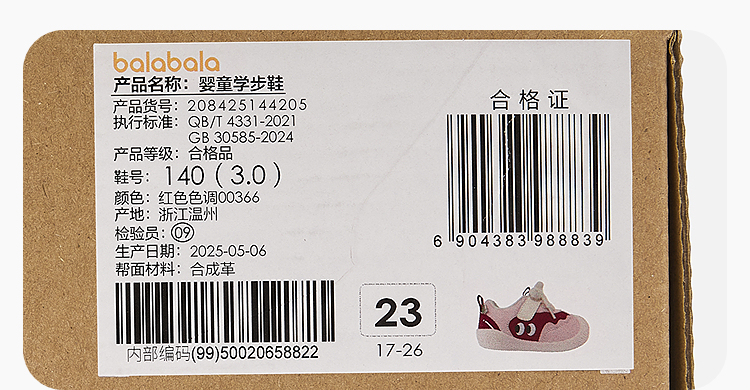 balabala
产品名称：婴童学步鞋
产品货号：208425144205
执行标准：QB/T 4331-2021
GB 30585-2024
产品等级：合格品
鞋号：140（3.0）
颜色：红色色调00366
产地：浙江温州
检验员：09
生产日期：2025-05-06
帮面材料：合成革
内部编码(99)50020658822
合格证
6 904383 988839
23
17-26